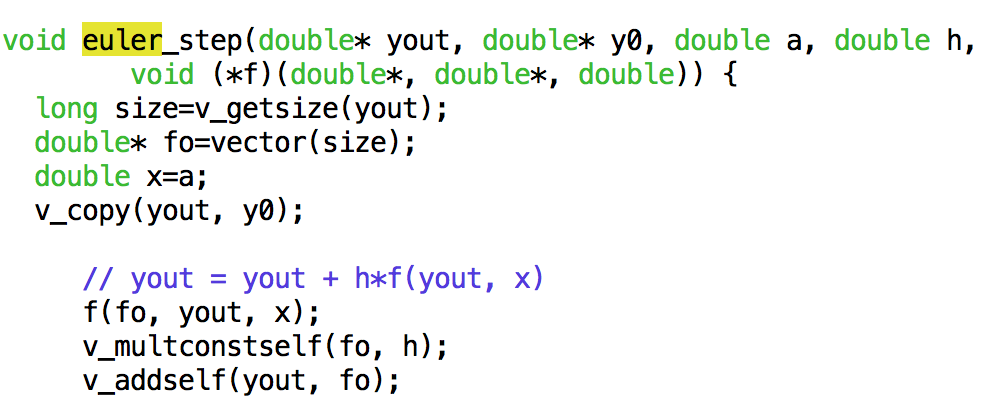 void euler_step(double* yout, double* y0, double a, double h,
void (*f)(double*, double*, double)) {
long size=v_getsize(yout);
double* fo=vector(size);
double x=a;
v_copy(yout, y0);
// yout = yout + h*f(yout, x)
f(fo, yout, x);
v_multconstself(fo, h);
v_addself(yout, fo);